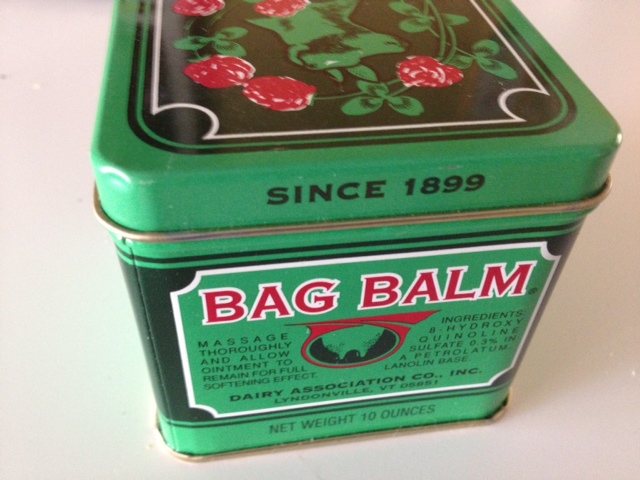 SINCE 1899
BAG BALM®
MASSAGE
THOROUGHLY
AND ALLOW
OINTMENT TO
REMAIN FOR FULL
SOFTENING EFFECT.
INGREDIENTS
8-HYDROXY
QUINOLINE
SULFATE 0.3% IN
A PETROLATUM,
LANOLIN BASE
DAIRY ASSOCIATION CO., INC.
LYNDONVILLE, VT 05851
NET WEIGHT 10 OUNCES